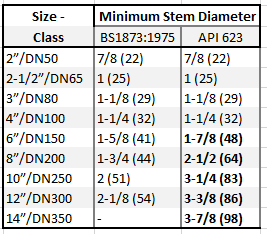 Size - Minimum Stem Diameter
Class BS1873:1975 API 623
2”/DN50 7/8 (22) 7/8 (22)
2-1/2”/DN65 1 (25) 1 (25)
3”/DN80 1-1/8 (29) 1-1/8 (29)
4”/DN100 1-1/4 (32) 1-1/4 (32)
6”/DN150 1-5/8 (41) 1-7/8 (48)
8”/DN200 1-3/4 (44) 2-1/2 (64)
10”/DN250 2 (51) 3-1/4 (83)
12”/DN300 2-1/8 (54) 3-3/8 (86)
14”/DN350 - 3-7/8 (98)